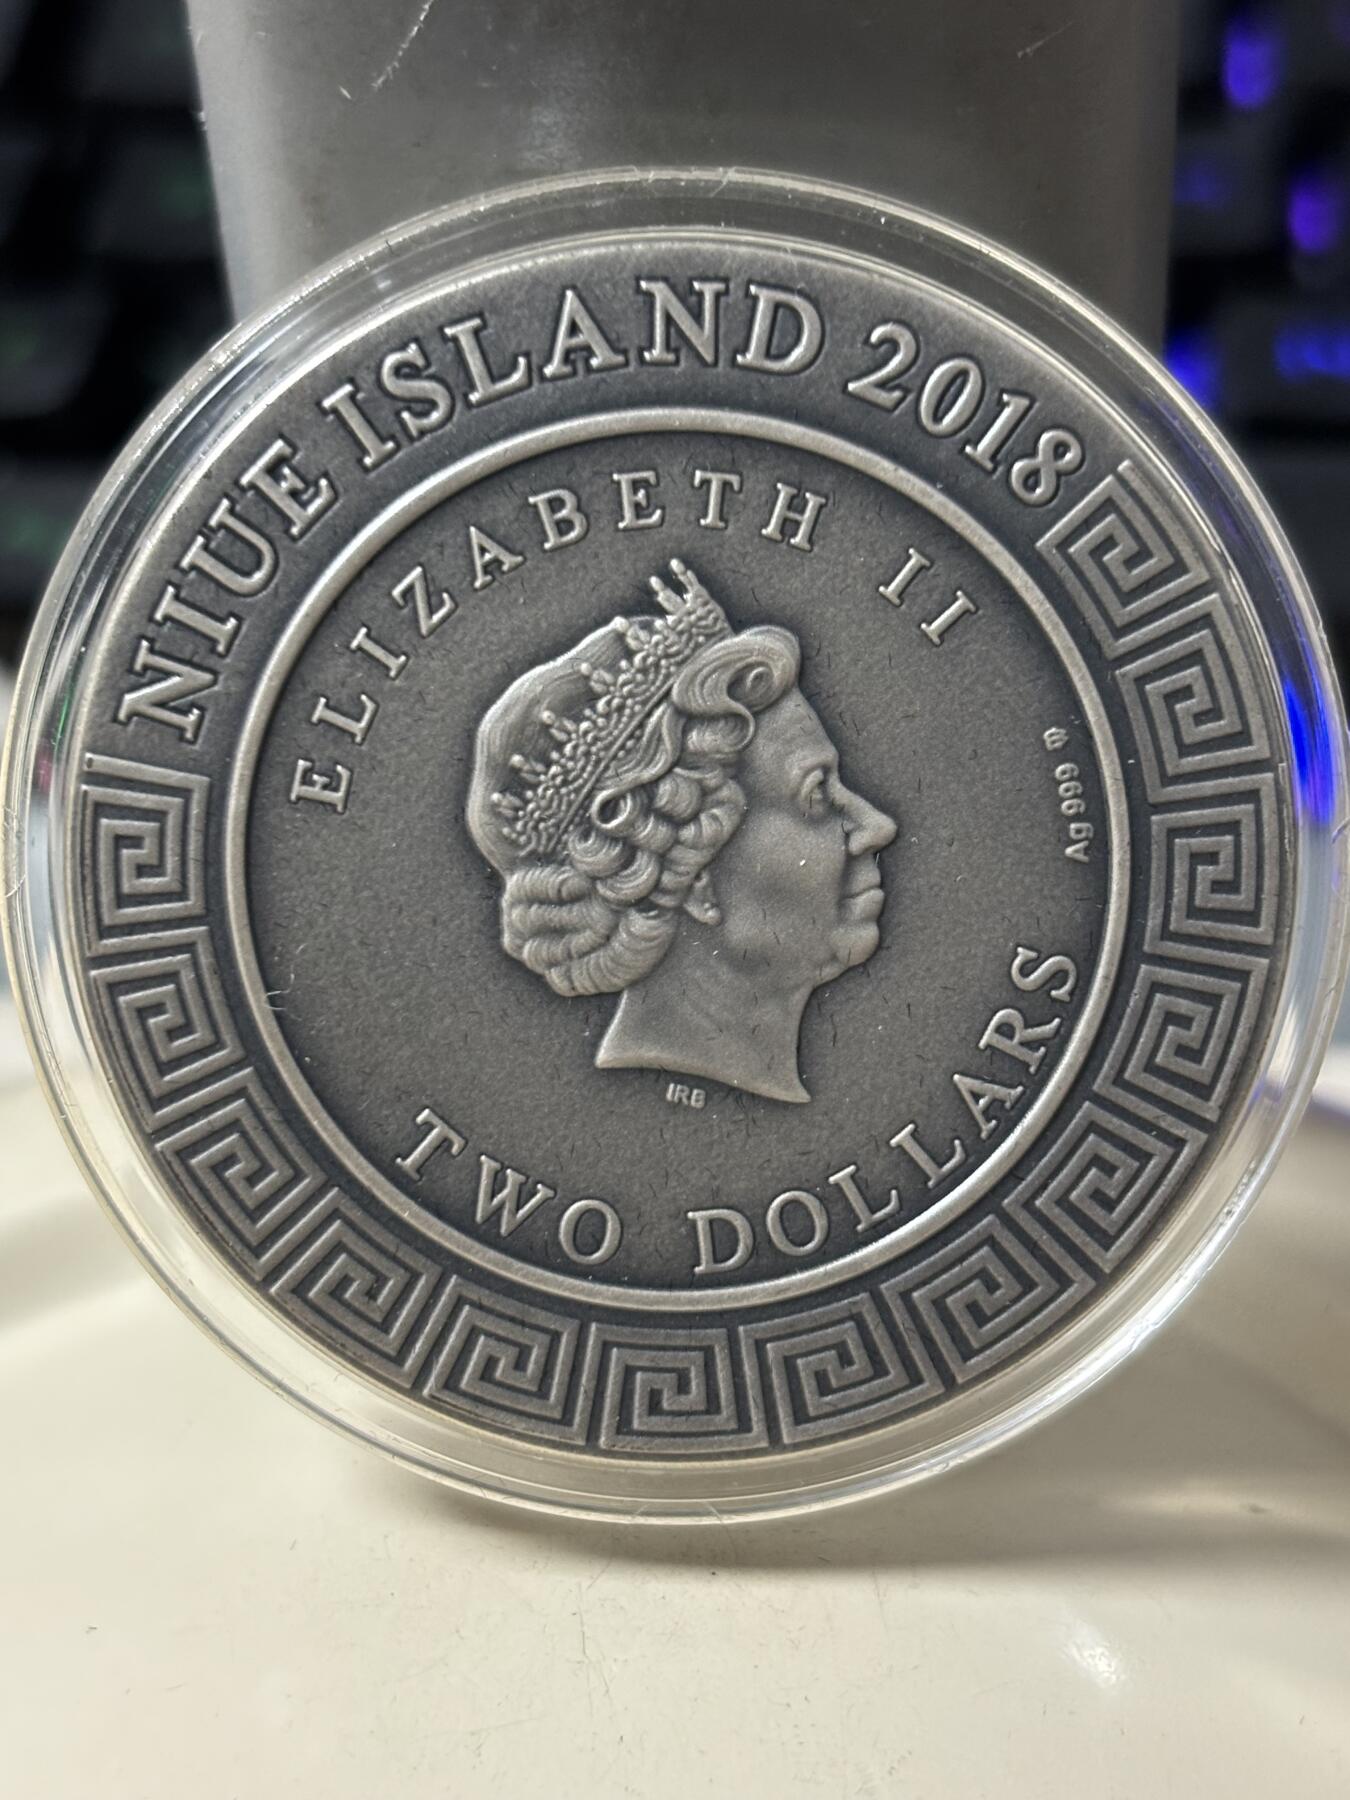 NIUE ISLAND 2018
ELIZABETH II
999 Ag
IRB
TWO DOLLARS